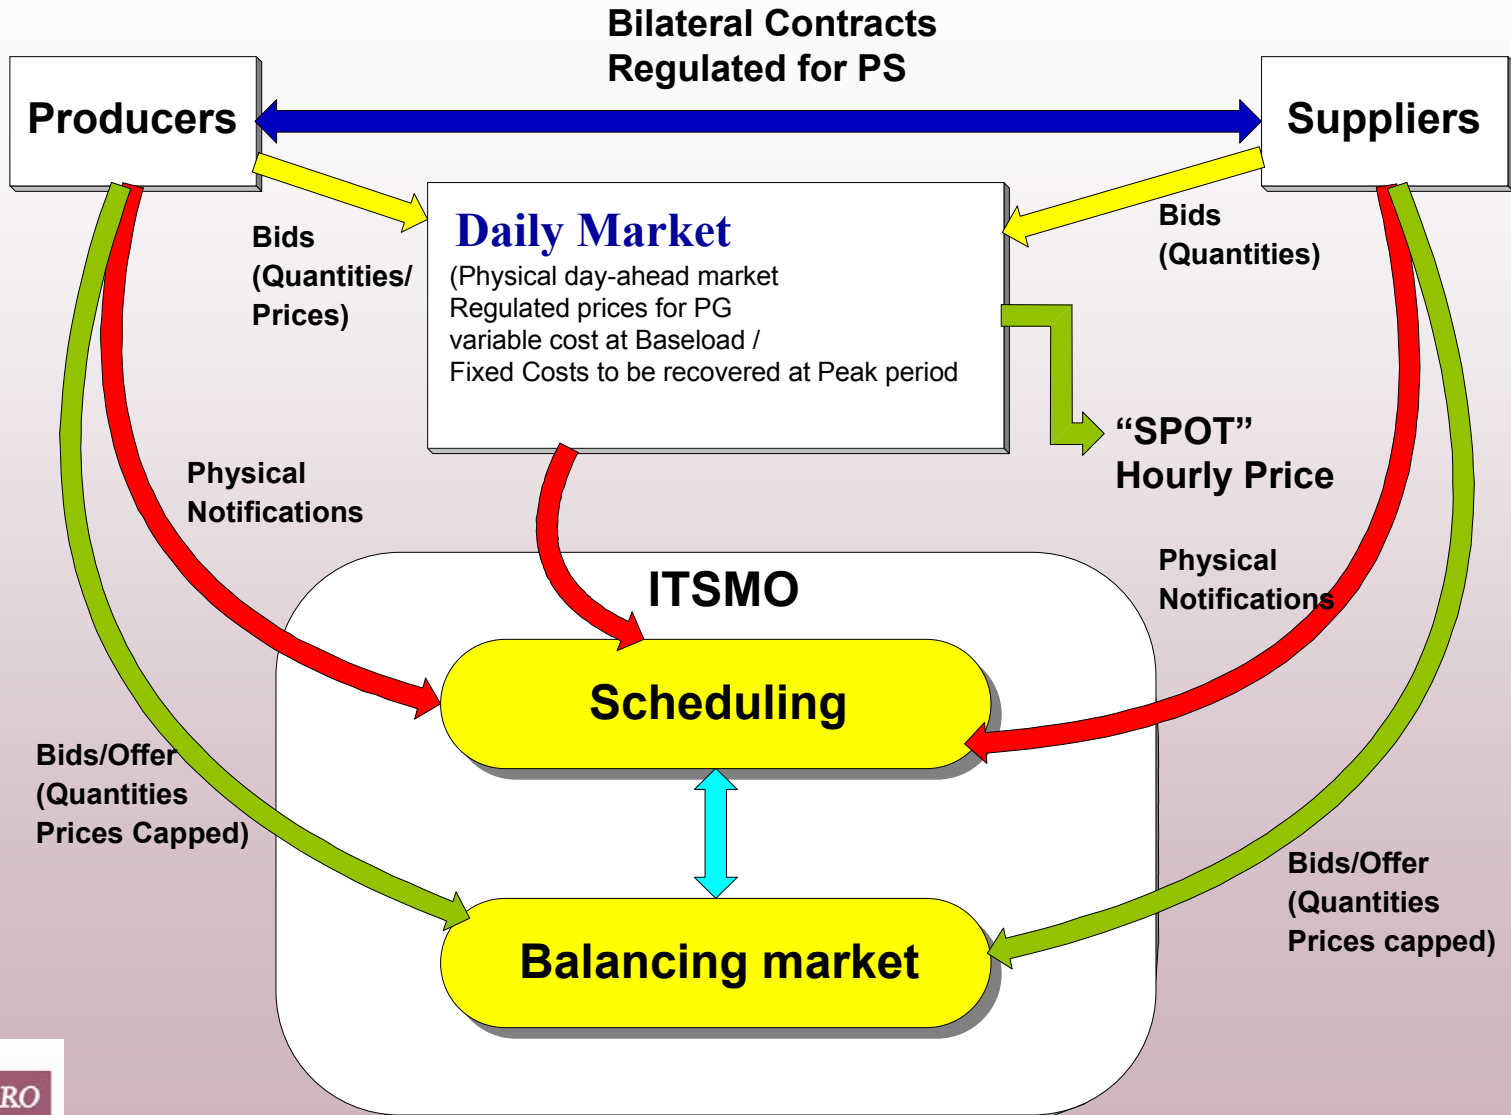 Bilateral Contracts
Regulated for PS
Producers
Suppliers
Bids
(Quantities/
Prices)
Daily Market
(Physical day-ahead market
Regulated prices for PG
variable cost at Baseload /
Fixed Costs to be recovered at Peak period
Bids
(Quantities)
“SPOT”
Hourly Price
Physical
Notifications
ITSMO
Physical
Notifications
Scheduling
Bids/Offer
(Quantities
Prices Capped)
Bids/Offer
(Quantities
Prices capped)
Balancing market
RO